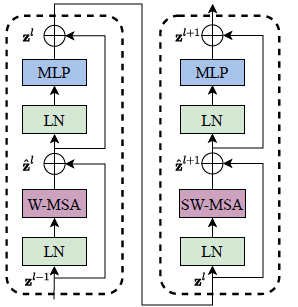 z^l
MLP
LN
ẑ^l
W-MSA
LN
z^{l-1}
z^{l+1}
MLP
LN
ẑ^{l+1}
SW-MSA
LN
z^l